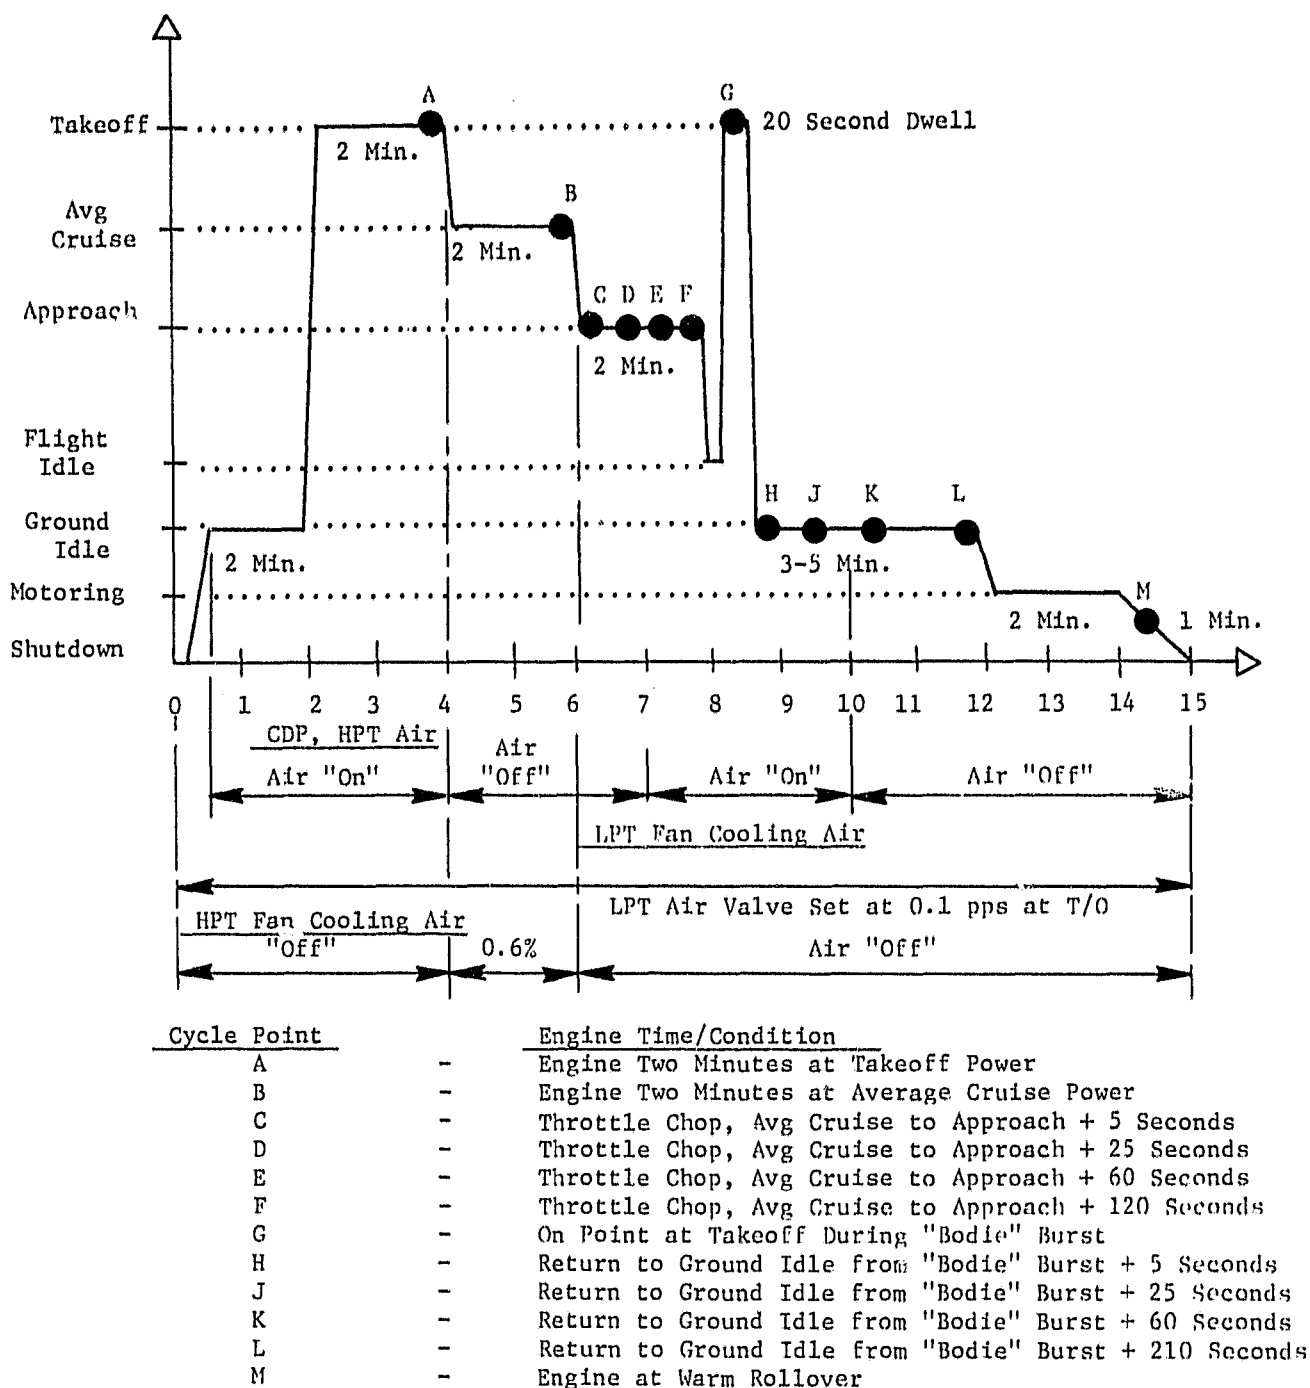 A
G
Takeoff
20 Second Dwell
2 Min.
B
Avg
Cruise
2 Min.
C D E F
Approach
2 Min.
Flight
Idle
H J K L
Ground
Idle
2 Min.
3-5 Min.
Motoring
M
2 Min.
1 Min.
Shutdown
0 1 2 3 4 5 6 7 8 9 10 11 12 13 14 15
CDP, HPT Air
Air "On"
Air
"Off"
Air "On"
Air "Off"
LPT Fan Cooling Air
LPT Air Valve Set at 0.1 pps at T/O
HPT Fan Cooling Air
"Off"
0.6%
Air "Off"
Cycle Point Engine Time/Condition
A - Engine Two Minutes at Takeoff Power
B - Engine Two Minutes at Average Cruise Power
C - Throttle Chop, Avg Cruise to Approach + 5 Seconds
D - Throttle Chop, Avg Cruise to Approach + 25 Seconds
E - Throttle Chop, Avg Cruise to Approach + 60 Seconds
F - Throttle Chop, Avg Cruise to Approach + 120 Seconds
G - On Point at Takeoff During "Bodie" Burst
H - Return to Ground Idle from "Bodie" Burst + 5 Seconds
J - Return to Ground Idle from "Bodie" Burst + 25 Seconds
K - Return to Ground Idle from "Bodie" Burst + 60 Seconds
L - Return to Ground Idle from "Bodie" Burst + 210 Seconds
M - Engine at Warm Rollover